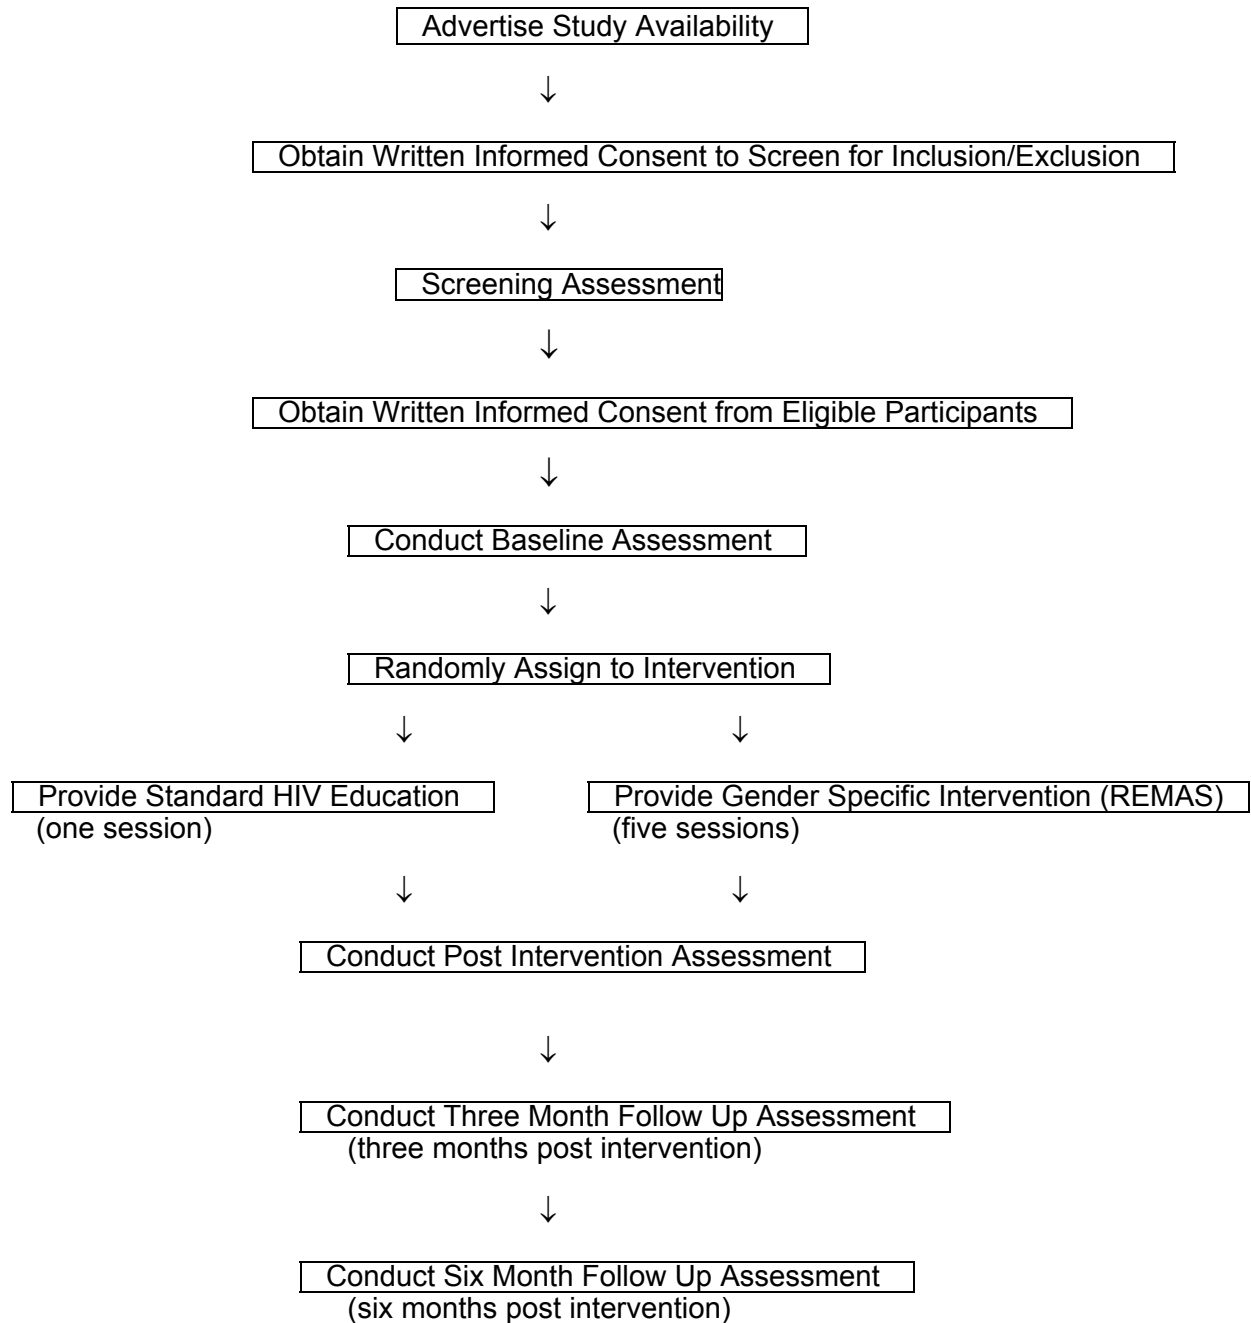 Advertise Study Availability
↓
Obtain Written Informed Consent to Screen for Inclusion/Exclusion
↓
Screening Assessment
↓
Obtain Written Informed Consent from Eligible Participants
↓
Conduct Baseline Assessment
↓
Randomly Assign to Intervention
↓ ↓
Provide Standard HIV Education
(one session)
Provide Gender Specific Intervention (REMAS)
(five sessions)
↓ ↓
Conduct Post Intervention Assessment
↓
Conduct Three Month Follow Up Assessment
(three months post intervention)
↓
Conduct Six Month Follow Up Assessment
(six months post intervention)